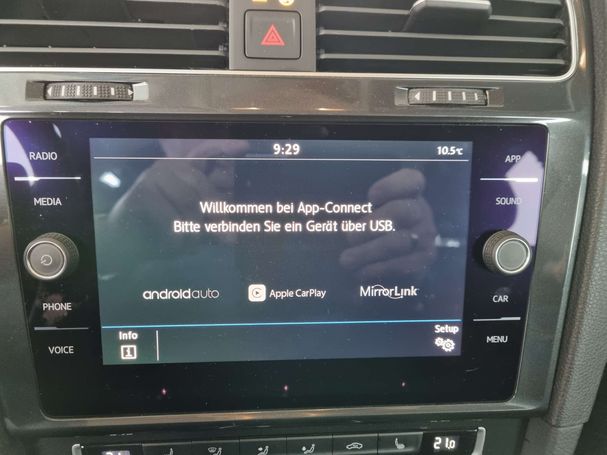 9:29
10.5°C
RADIO
MEDIA
PHONE
VOICE
APP
SOUND
CAR
MENU
Willkommen bei App-Connect
Bitte verbinden Sie ein Gerät über USB.
androidauto
Apple CarPlay
MirrorLink
Info
Setup
21.0